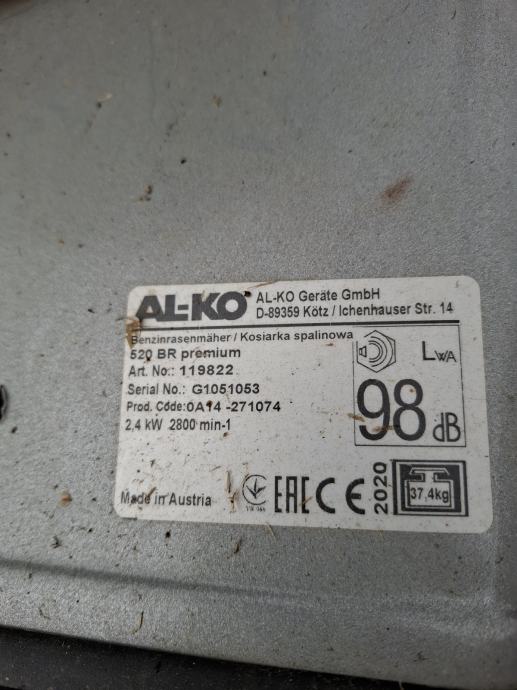 AL-KO
AL-KO Geräte GmbH
D-89359 Kötz / Ichenhauser Str. 14
Benzinrasenmäher / Kosiarka spalinowa
520 BR premium
Art. No.: 119822
Serial No.: G1051053
Prod. Code:0A14 -271074
2,4 kW 2800 min-1
LWA
98 dB
Made in Austria
EAC CE
2020
37,4kg